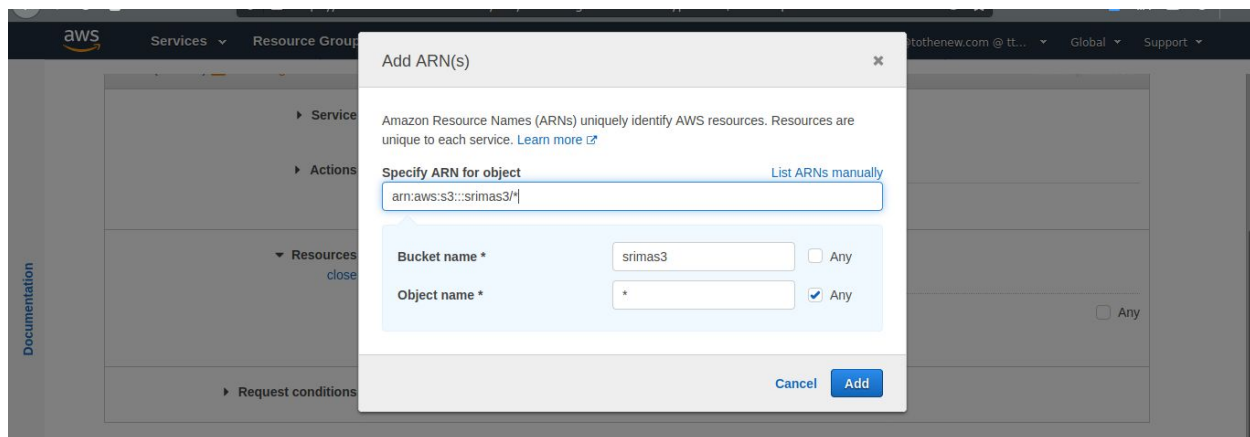 aws
Services
Resource Group
tothenew.com @ tt...
Global
Support
Add ARN(s)
Amazon Resource Names (ARNs) uniquely identify AWS resources. Resources are
unique to each service. Learn more
Specify ARN for object
List ARNs manually
arn:aws:s3:::srimas3/*
Bucket name *
srimas3
Any
Object name *
*
Any
Cancel
Add
Service
Actions
Resources
close
Any
Request conditions
Documentation